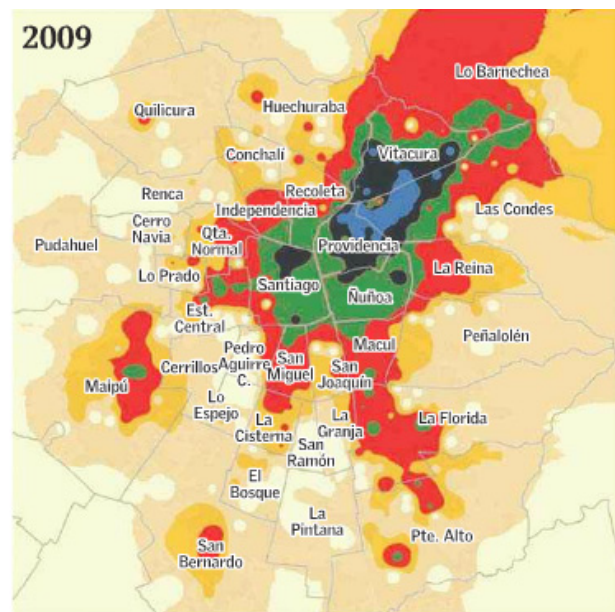 2009
Lo Barnechea
Quilicura
Huechuraba
Conchalí
Vitacura
Renca
Recoleta
Independencia
Las Condes
Cerro
Navia
Qta.
Normal
Pudahuel
Providencia
Lo Prado
Santiago
La Reina
Ñuñoa
Est.
Central
Peñalolén
Macul
Pedro
Aguirre
C.
San
Miguel
San
Joaquín
Cerrillos
Maipú
Lo
Espejo
La
Cisterna
La
Granja
La Florida
San
Ramón
El
Bosque
La
Pintana
Pte. Alto
San
Bernardo